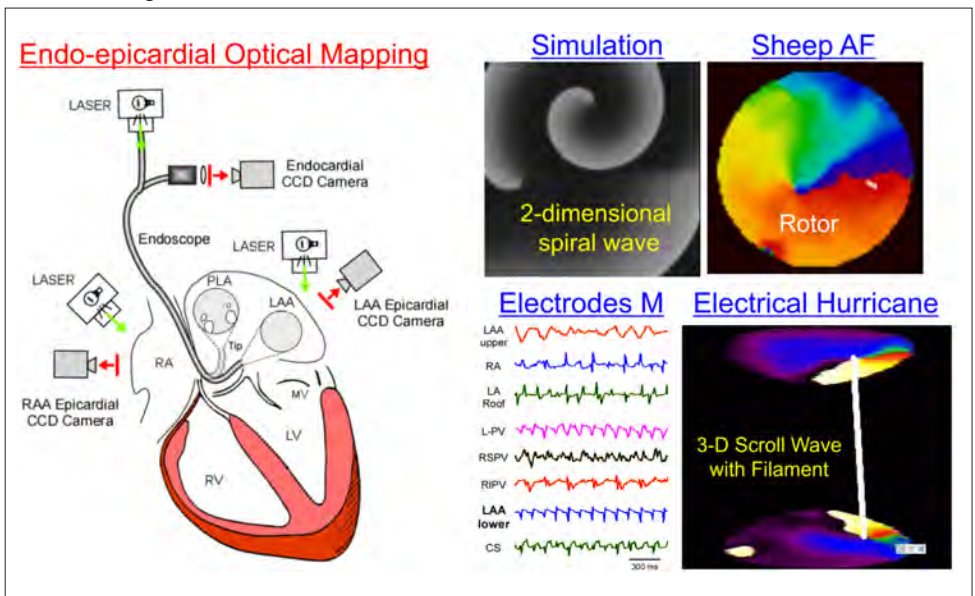 Endo-epicardial Optical Mapping
LASER
Endocardial
CCD Camera
Endoscope
LASER
PLA
LAA
LAA Epicardial
CCD Camera
LASER
Tip
RA
RAA Epicardial
CCD Camera
MV
LV
RV
Simulation
2-dimensional
spiral wave
Sheep AF
Rotor
Electrodes M
LAA
upper
RA
LA
Roof
L-PV
RSPV
RIPV
LAA
lower
CS
300 ms
Electrical Hurricane
3-D Scroll Wave
with Filament